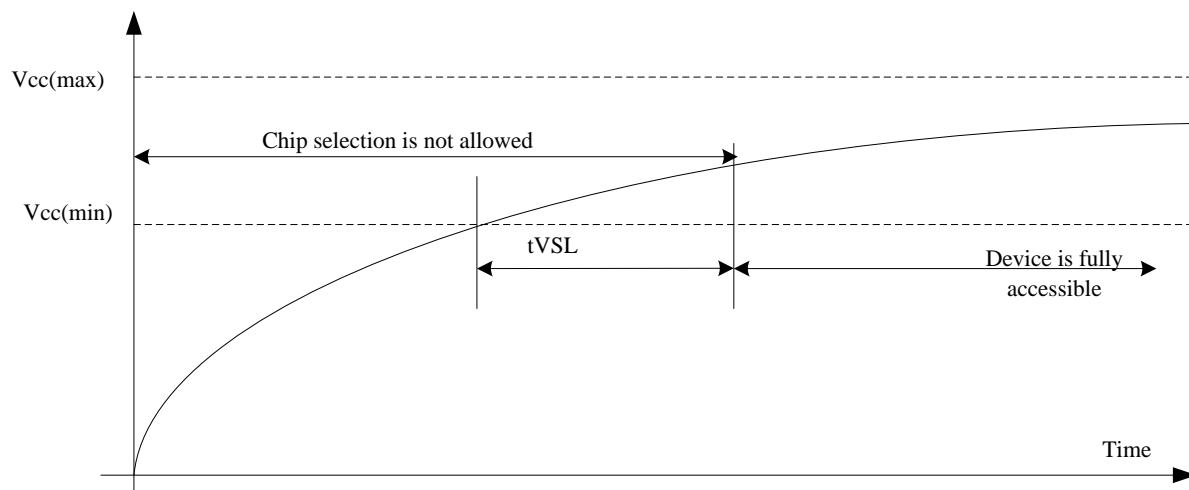 Vcc(max)
Chip selection is not allowed
Vcc(min)
tVSL
Device is fully
accessible
Time